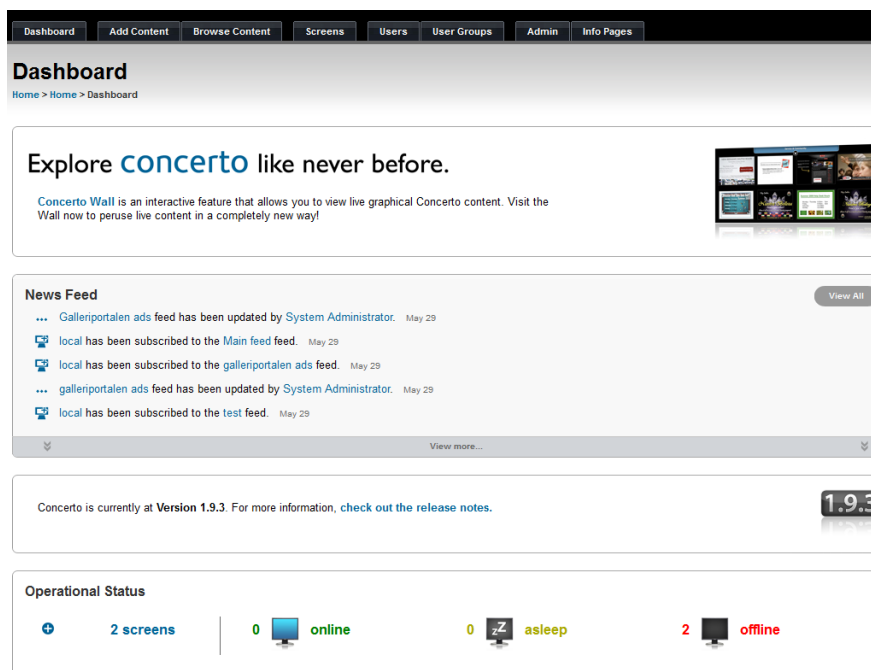 Dashboard Add Content Browse Content Screens Users User Groups Admin Info Pages
Dashboard
Home > Home > Dashboard
Explore concerto like never before.
Concerto Wall is an interactive feature that allows you to view live graphical Concerto content. Visit the
Wall now to peruse live content in a completely new way!
News Feed
View All
... Galleriportalen ads feed has been updated by System Administrator. May 29
local has been subscribed to the Main feed feed. May 29
local has been subscribed to the galleriportalen ads feed. May 29
... galleriportalen ads feed has been updated by System Administrator. May 29
local has been subscribed to the test feed. May 29
View more...
Concerto is currently at Version 1.9.3. For more information, check out the release notes.
1.9.3
Operational Status
2 screens 0 online 0 zZ asleep 2 offline